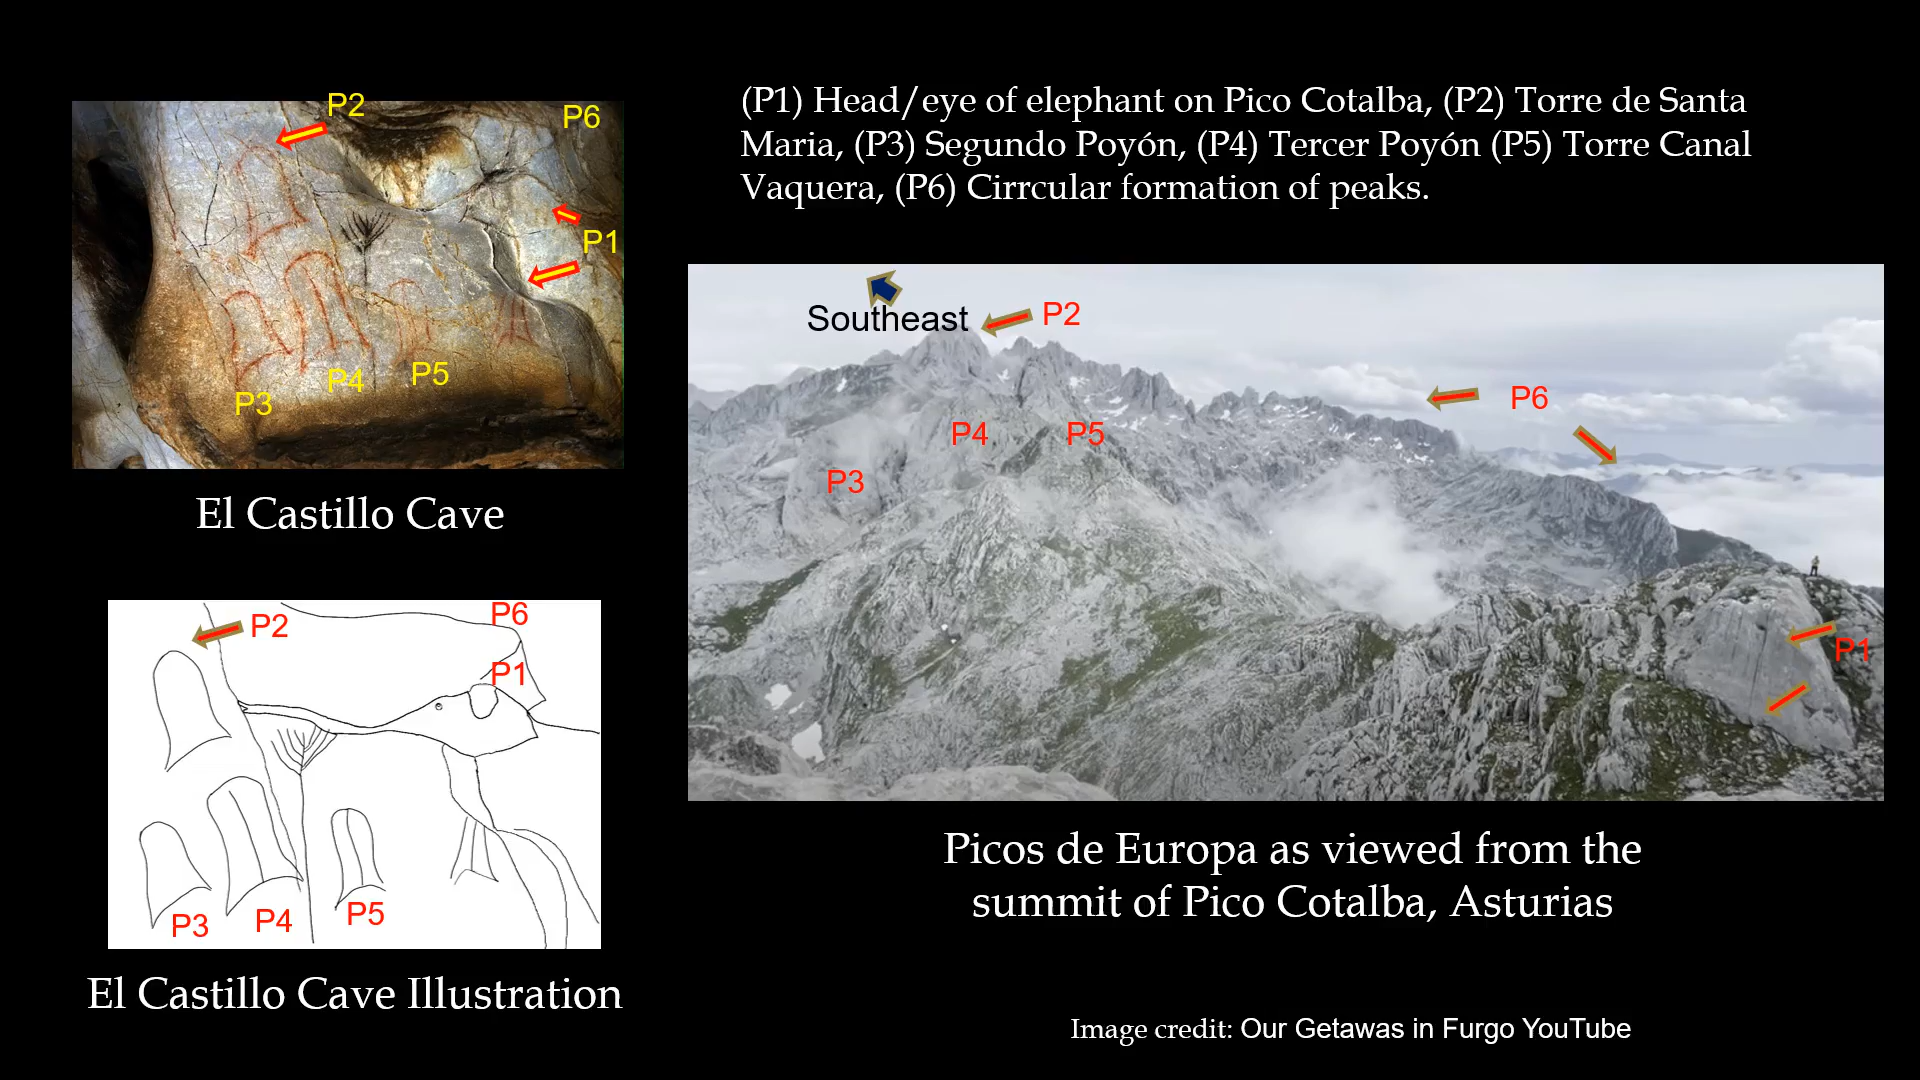 (P1) Head/eye of elephant on Pico Cotalba, (P2) Torre de Santa
Maria, (P3) Segundo Poyón, (P4) Tercer Poyón (P5) Torre Canal
Vaquera, (P6) Cirrcular formation of peaks.
P2
P6
P1
P5
P4
P3
El Castillo Cave
Southeast
P2
P6
P4
P5
P3
P1
Picos de Europa as viewed from the
summit of Pico Cotalba, Asturias
P6
P2
P1
P5
P4
P3
El Castillo Cave Illustration
Image credit: Our Getawas in Furgo YouTube